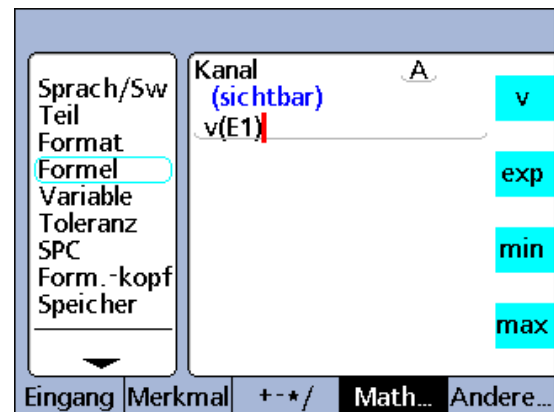 Sprach/Sw
Teil
Format
Formel
Variable
Toleranz
SPC
Form.-kopf
Speicher
Kanal A
(sichtbar)
v(E1)
v
exp
min
max
Eingang Merkmal +-*/ Math... Andere...